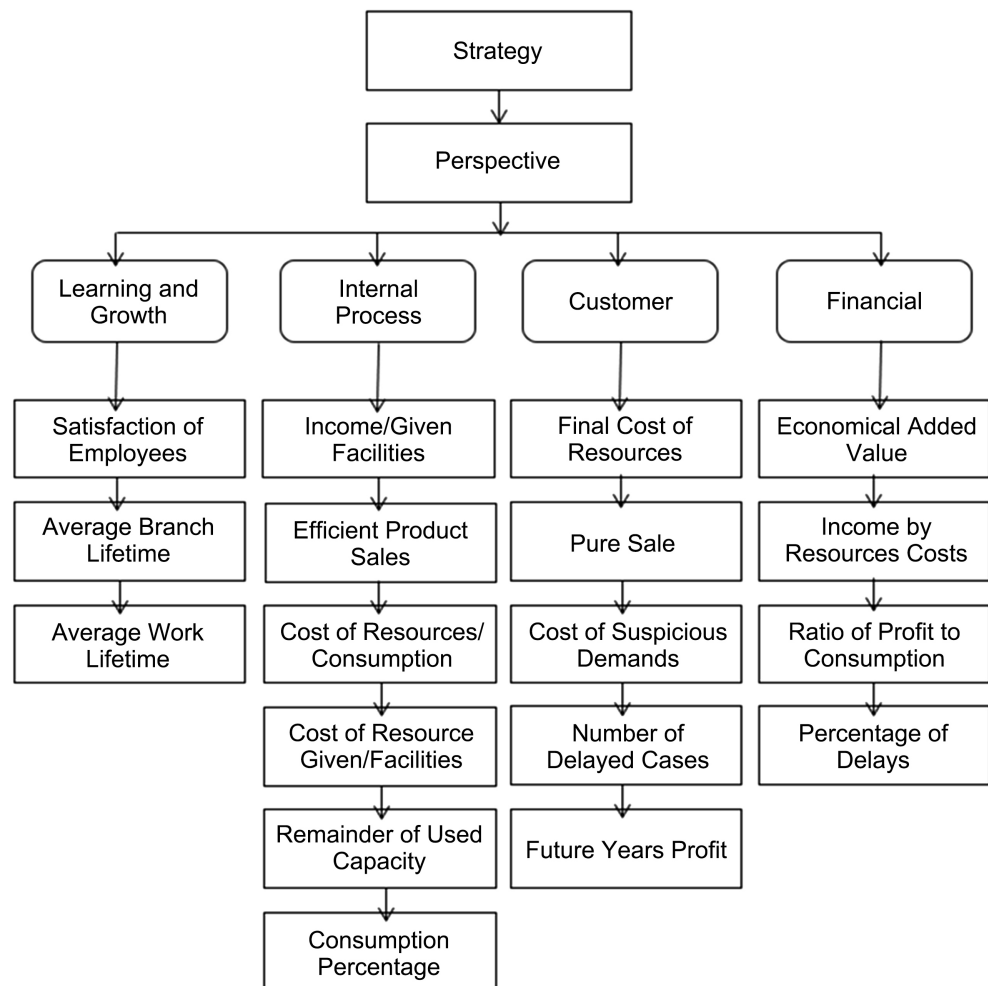 Strategy
Perspective
Learning and
Growth
Internal
Process
Customer
Financial
Satisfaction of
Employees
Average Branch
Lifetime
Average Work
Lifetime
Income/Given
Facilities
Efficient Product
Sales
Cost of Resources/
Consumption
Cost of Resource
Given/Facilities
Remainder of Used
Capacity
Consumption
Percentage
Final Cost of
Resources
Pure Sale
Cost of Suspicious
Demands
Number of
Delayed Cases
Future Years Profit
Economical Added
Value
Income by
Resources Costs
Ratio of Profit to
Consumption
Percentage of
Delays